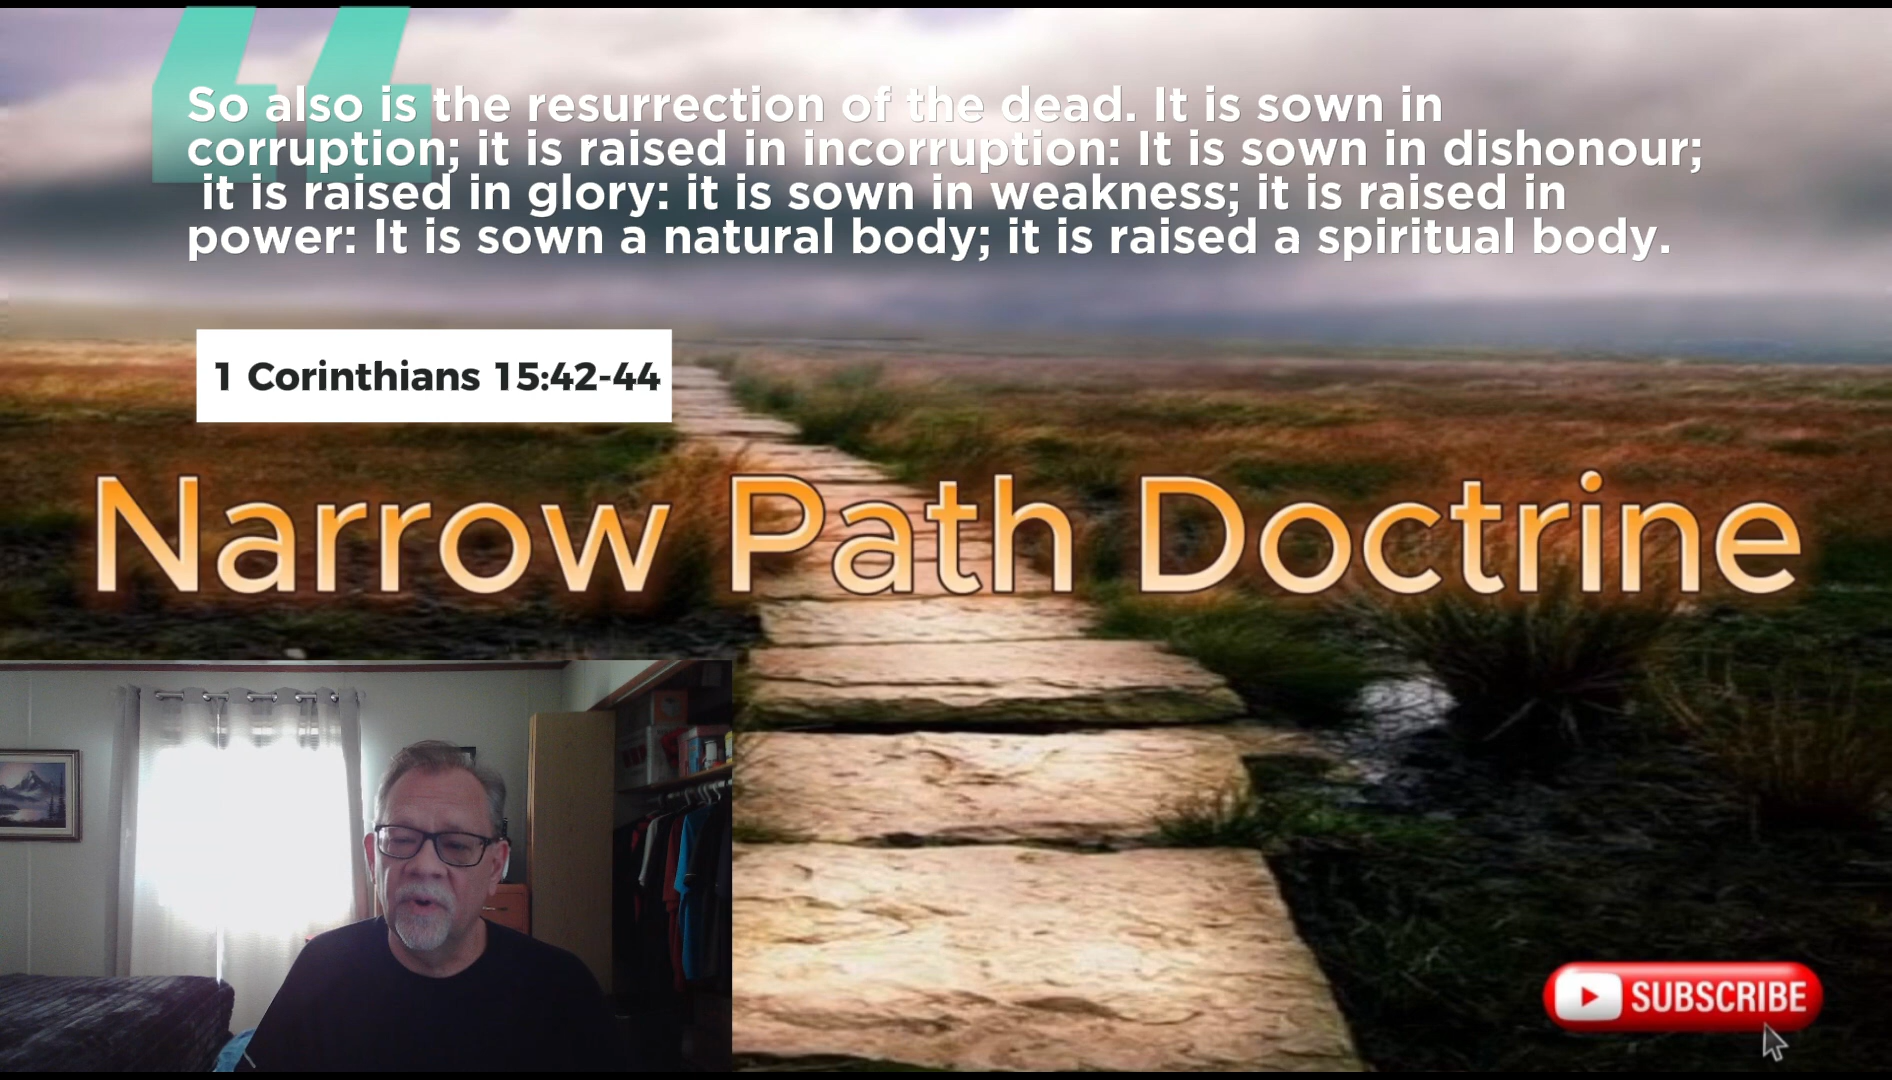 So also is the resurrection of the dead. It is sown in
corruption; it is raised in incorruption: It is sown in dishonour;
it is raised in glory: it is sown in weakness; it is raised in
power: It is sown a natural body; it is raised a spiritual body.
1 Corinthians 15:42-44
Narrow Path Doctrine
SUBSCRIBE